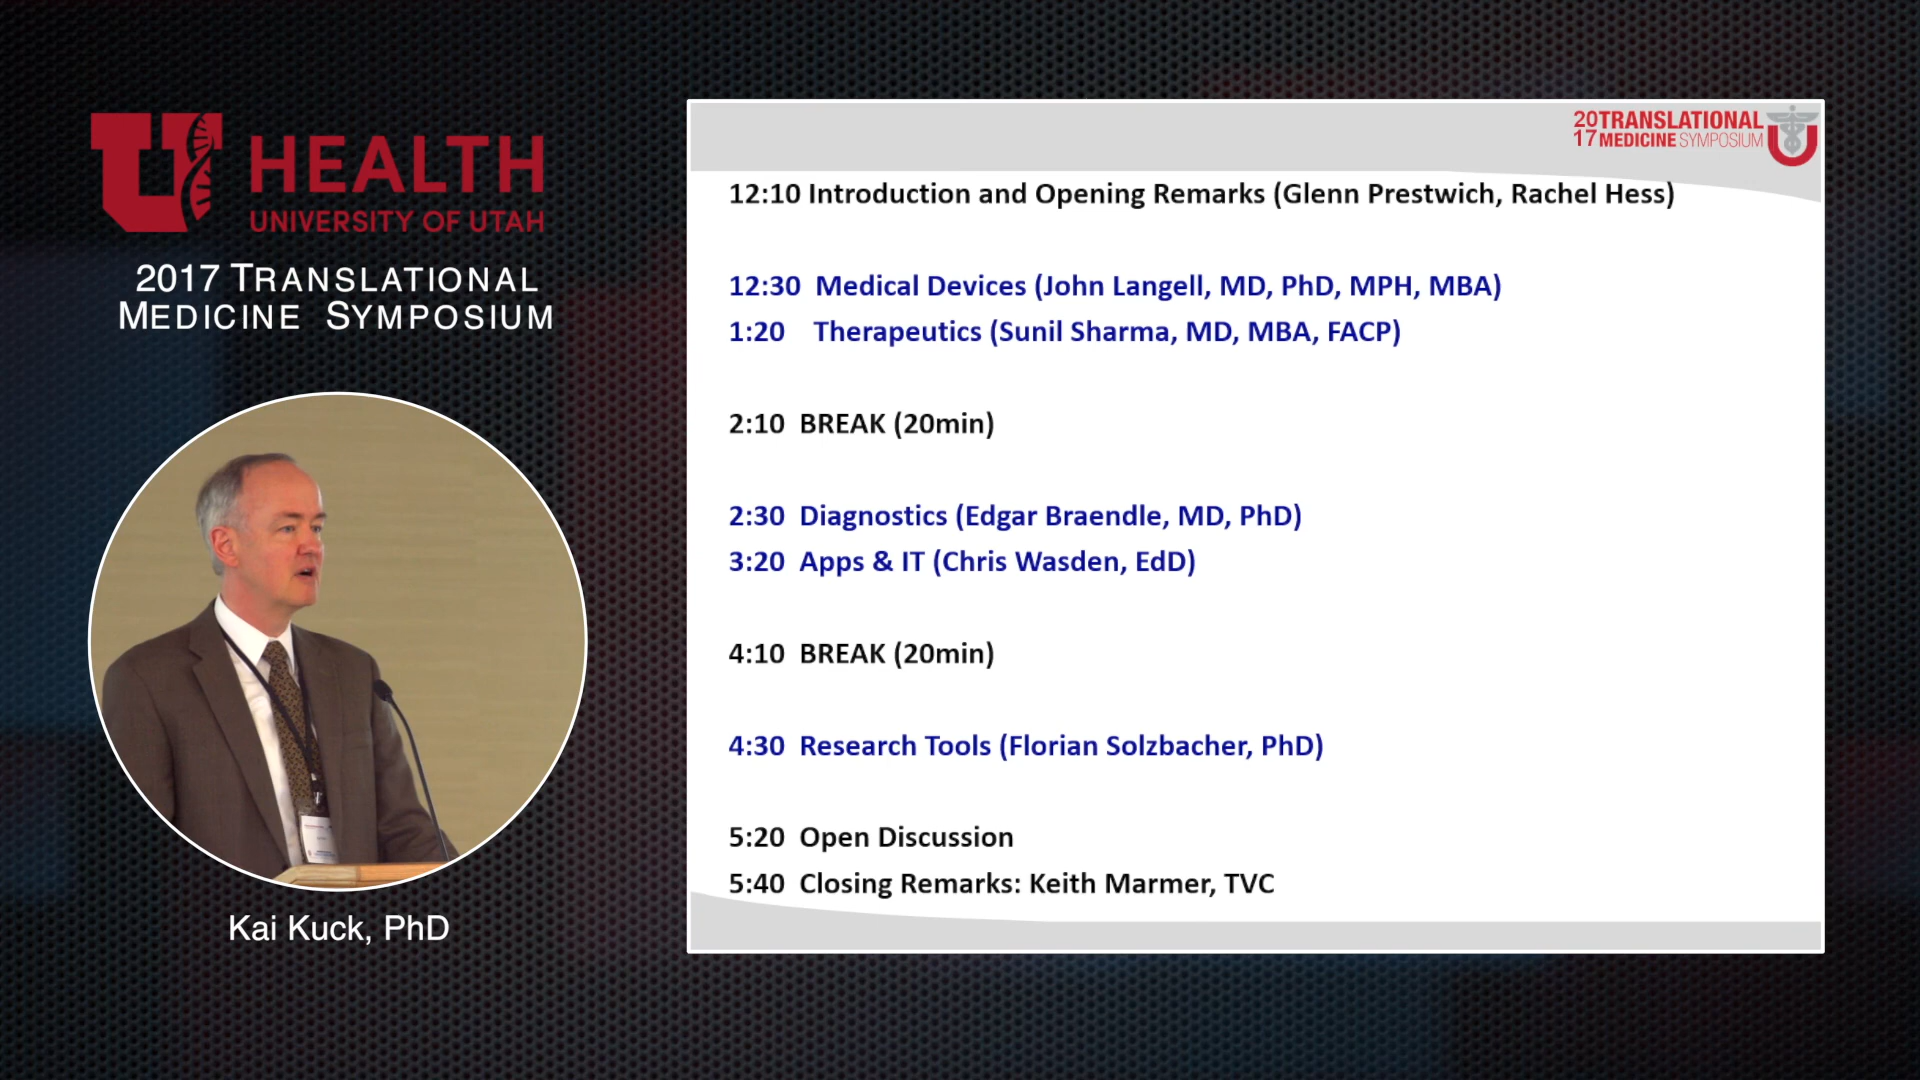 HEALTH
UNIVERSITY OF UTAH
2017 TRANSLATIONAL
MEDICINE SYMPOSIUM
Kai Kuck, PhD
20TRANSLATIONAL
17MEDICINE SYMPOSIUM
12:10 Introduction and Opening Remarks (Glenn Prestwich, Rachel Hess)
12:30 Medical Devices (John Langell, MD, PhD, MPH, MBA)
1:20 Therapeutics (Sunil Sharma, MD, MBA, FACP)
2:10 BREAK (20min)
2:30 Diagnostics (Edgar Braendle, MD, PhD)
3:20 Apps & IT (Chris Wasden, EdD)
4:10 BREAK (20min)
4:30 Research Tools (Florian Solzbacher, PhD)
5:20 Open Discussion
5:40 Closing Remarks: Keith Marmer, TVC